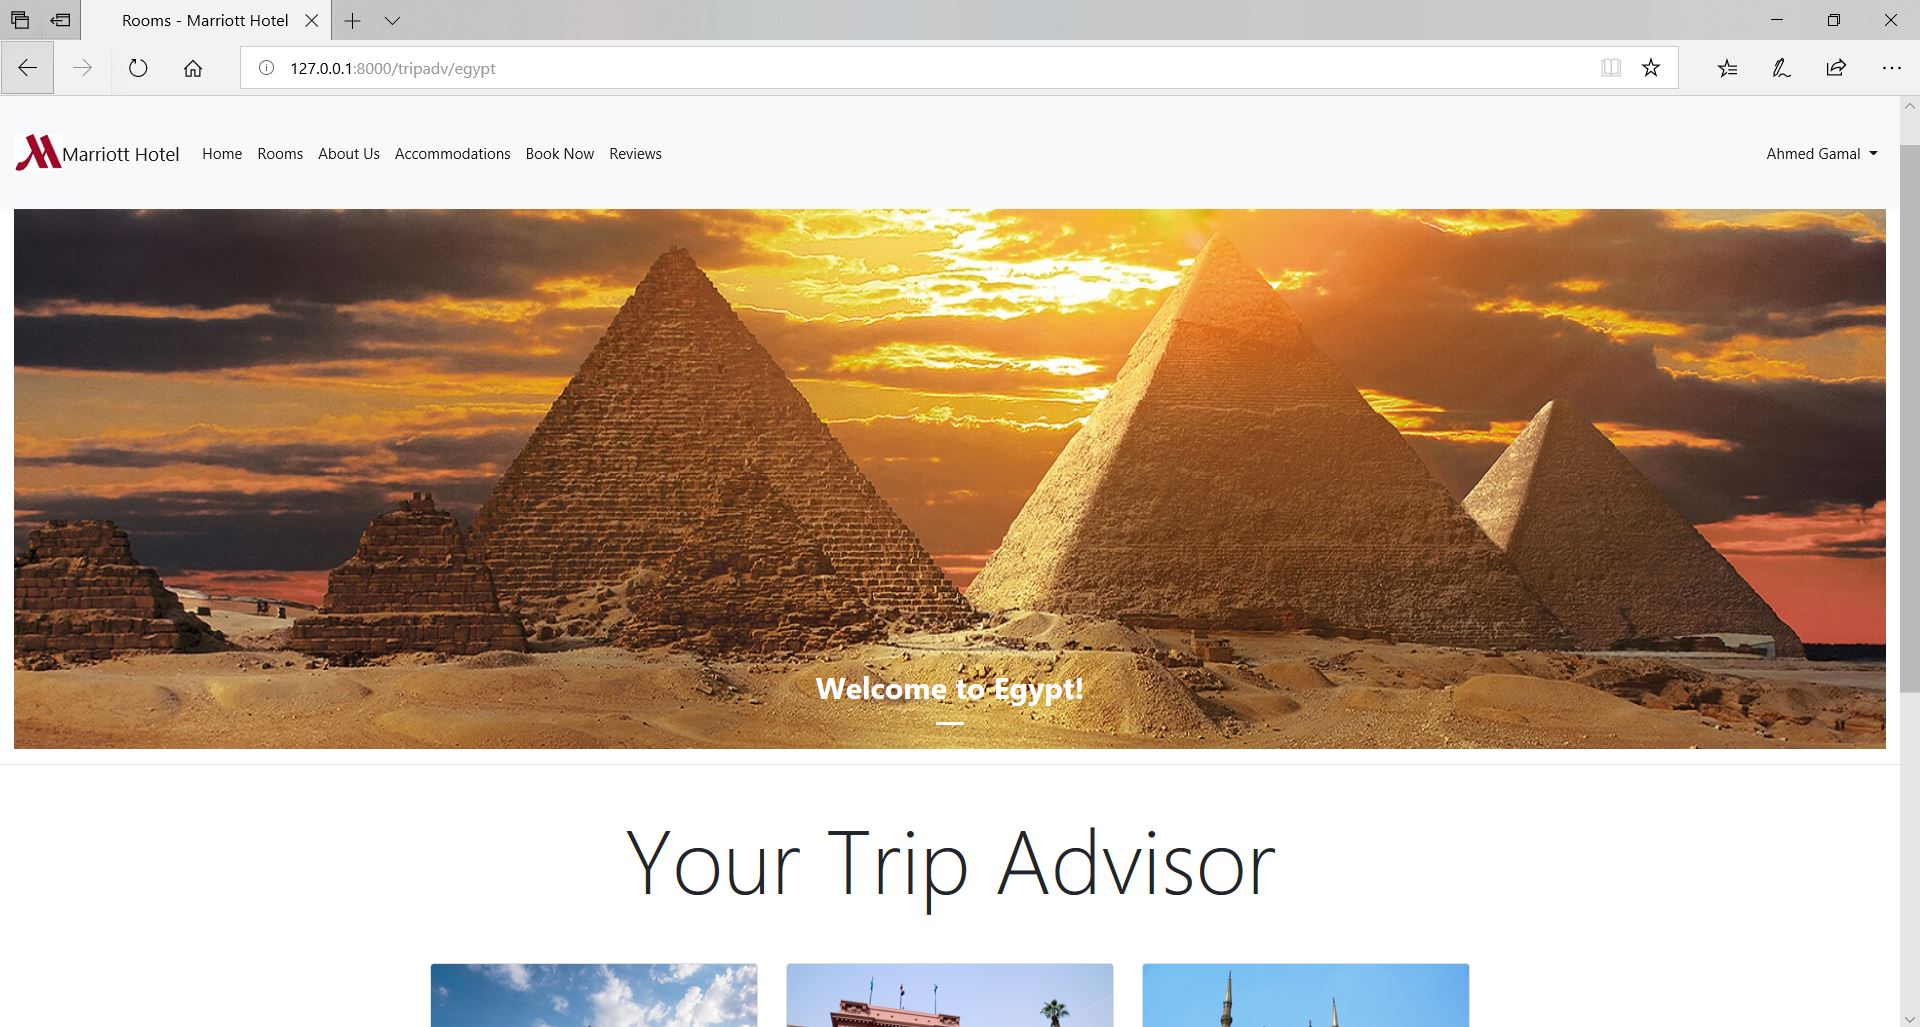 Rooms - Marriott Hotel
127.0.0.1:8000/tripadv/egypt
Marriott Hotel Home Rooms About Us Accommodations Book Now Reviews Ahmed Gamal
Welcome to Egypt!
Your Trip Advisor